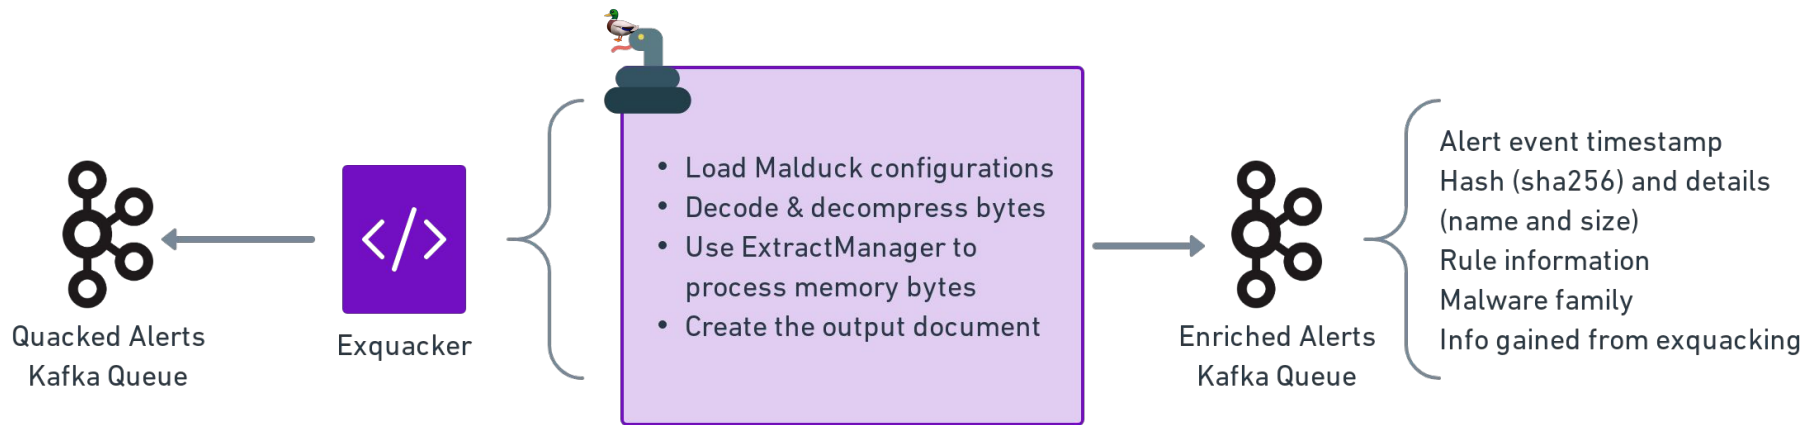 Quacked Alerts
Kafka Queue
</>
Exquacker
• Load Malduck configurations
• Decode & decompress bytes
• Use ExtractManager to
process memory bytes
• Create the output document
Enriched Alerts
Kafka Queue
Alert event timestamp
Hash (sha256) and details
(name and size)
Rule information
Malware family
Info gained from exquacking